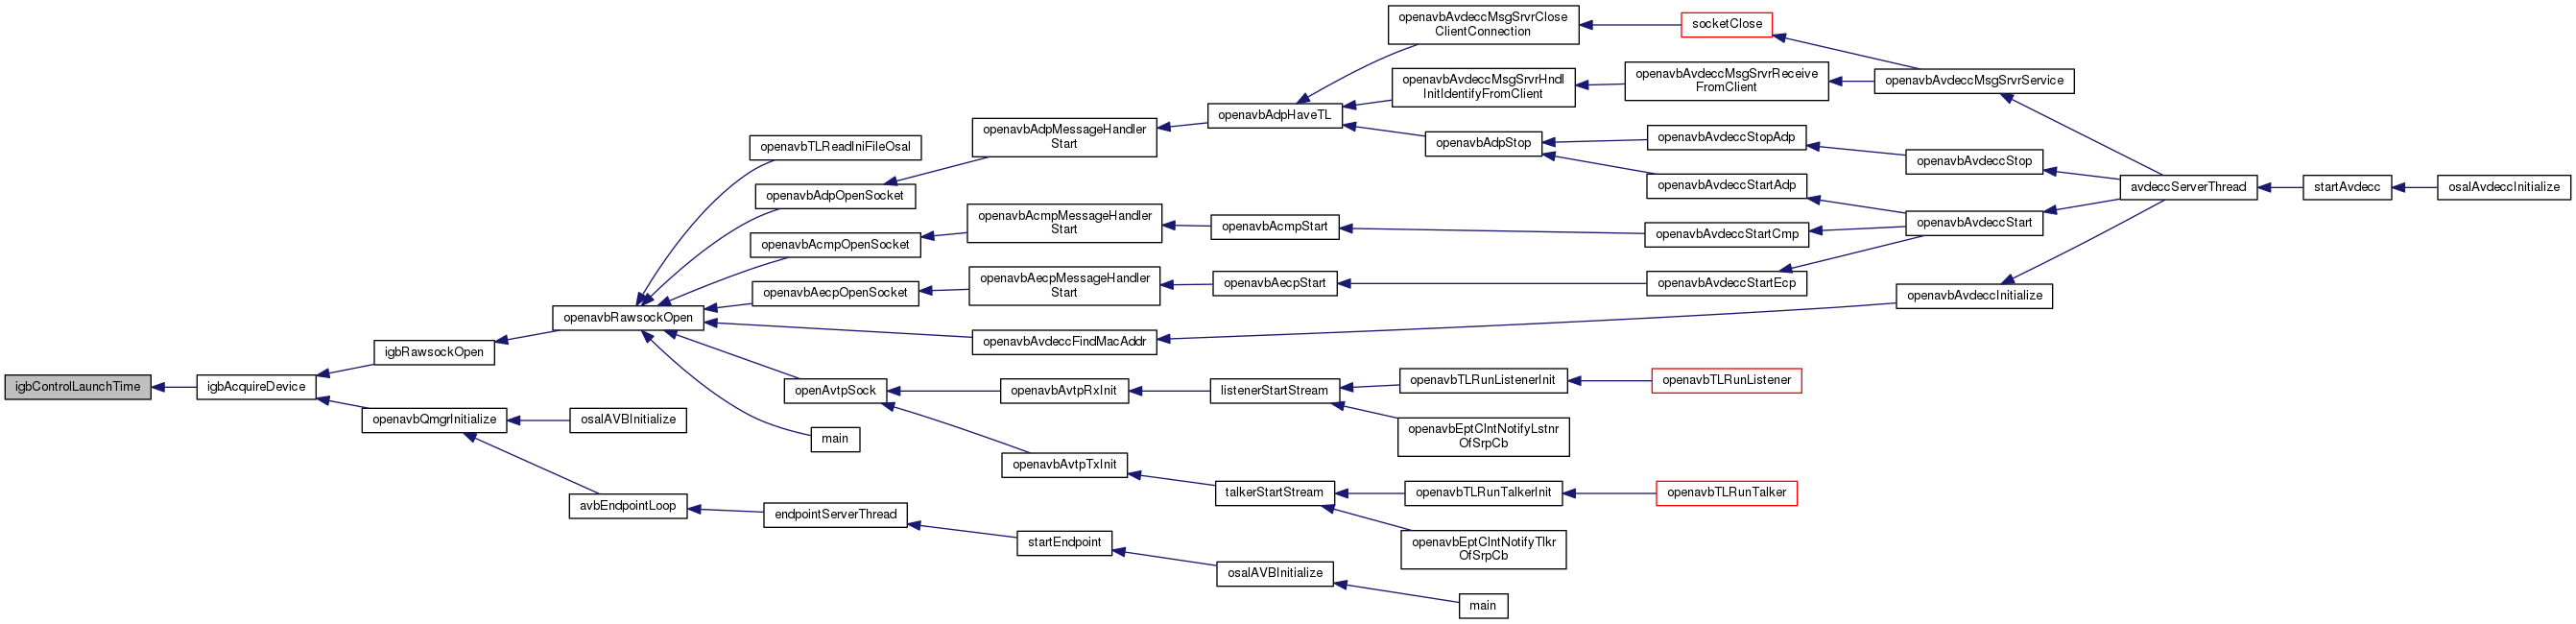 openavbAvdeccMsgSrvrClose
ClientConnection
socketClose
openavbAvdeccMsgSrvrHndl
InitIdentifyFromClient
openavbAvdeccMsgSrvrReceive
FromClient
openavbAvdeccMsgSrvrService
openavbAdpHaveTL
openavbAdpMessageHandler
Start
openavbTLReadIniFileOsal
openavbAdpStop
openavbAvdeccStopAdp
openavbAvdeccStop
openavbAdpOpenSocket
openavbAvdeccStartAdp
avdeccServerThread
startAvdecc
osalAvdeccInitialize
openavbAcmpOpenSocket
openavbAcmpMessageHandler
Start
openavbAcmpStart
openavbAvdeccStartCmp
openavbAvdeccStart
openavbAecpOpenSocket
openavbAecpMessageHandler
Start
openavbAecpStart
openavbAvdeccStartEcp
openavbAvdeccInitialize
openavbRawsockOpen
openavbAvdeccFindMacAddr
igbRawsockOpen
igbControlLaunchTime
igbAcquireDevice
openAvtpSock
openavbAvtpRxInit
listenerStartStream
openavbTLRunListenerInit
openavbTLRunListener
openavbQmgrInitialize
osalAVBInitialize
main
openavbEptClntNotifyLstnr
OfSrpCb
openavbAvtpTxInit
talkerStartStream
openavbTLRunTalkerInit
openavbTLRunTalker
avbEndpointLoop
endpointServerThread
startEndpoint
openavbEptClntNotifyTlkr
OfSrpCb
osalAVBInitialize
main